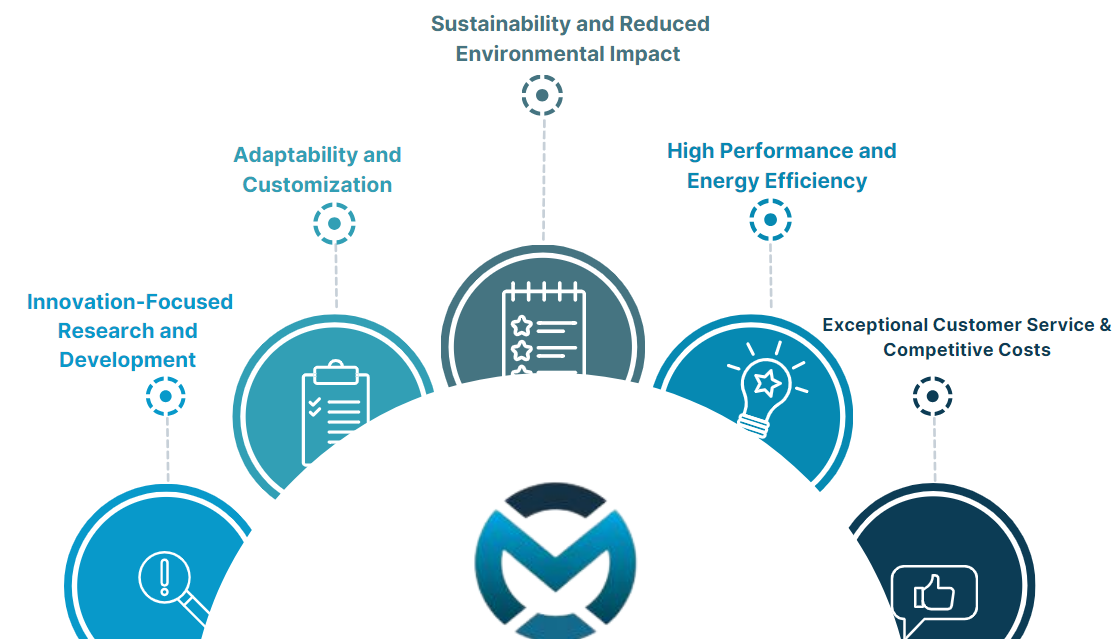 Sustainability and Reduced
Environmental Impact
Adaptability and
Customization
High Performance and
Energy Efficiency
Innovation-Focused
Research and
Development
Exceptional Customer Service &
Competitive Costs